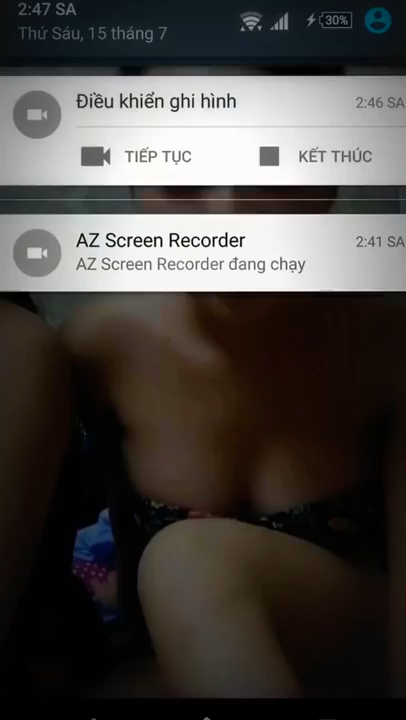 2:47 SA
Thứ Sáu, 15 tháng 7
30%
Điều khiển ghi hình
2:46 SA
TIẾP TỤC
KẾT THÚC
AZ Screen Recorder
2:41 SA
AZ Screen Recorder đang chạy